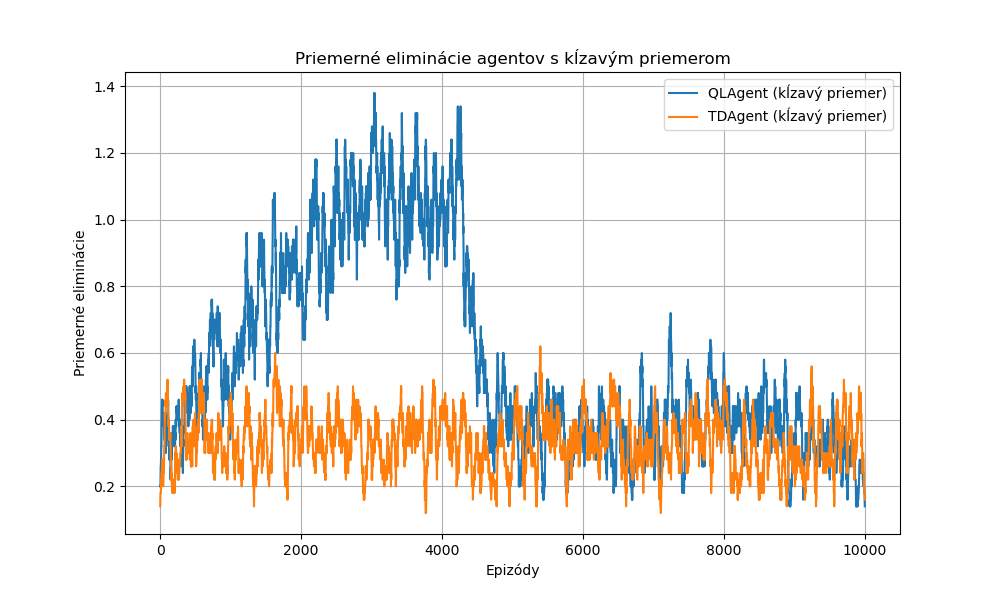 Priemerné eliminácie agentov s kĺzavým priemerom
QLAgent (kĺzavý priemer)
TDAgent (kĺzavý priemer)
Priemerné eliminácie
1.4
1.2
1.0
0.8
0.6
0.4
0.2
0 2000 4000 6000 8000 10000
Epizódy